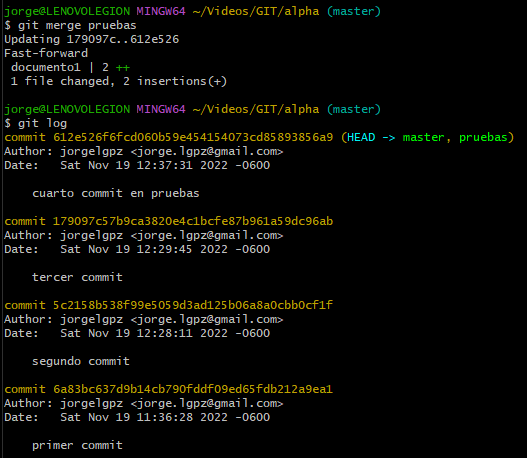 jorge@LENOVOLEGION MINGW64 ~/Videos/GIT/alpha (master)
$ git merge pruebas
Updating 179097c..612e526
Fast-forward
 documento1 | 2 ++
 1 file changed, 2 insertions(+)

jorge@LENOVOLEGION MINGW64 ~/Videos/GIT/alpha (master)
$ git log
commit 612e526f6fcd060b59e454154073cd85893856a9 (HEAD -> master, pruebas)
Author: jorgelgpz <jorge.lgpz@gmail.com>
Date:   Sat Nov 19 12:37:31 2022 -0600

    cuarto commit en pruebas

commit 179097c57b9ca3820e4c1bcfe87b961a59dc96ab
Author: jorgelgpz <jorge.lgpz@gmail.com>
Date:   Sat Nov 19 12:29:45 2022 -0600

    tercer commit

commit 5c2158b538f99e5059d3ad125b06a8a0cbb0cf1f
Author: jorgelgpz <jorge.lgpz@gmail.com>
Date:   Sat Nov 19 12:28:11 2022 -0600

    segundo commit

commit 6a83bc637d9b14cb790fddf09ed65fdb212a9ea1
Author: jorgelgpz <jorge.lgpz@gmail.com>
Date:   Sat Nov 19 11:36:28 2022 -0600

    primer commit